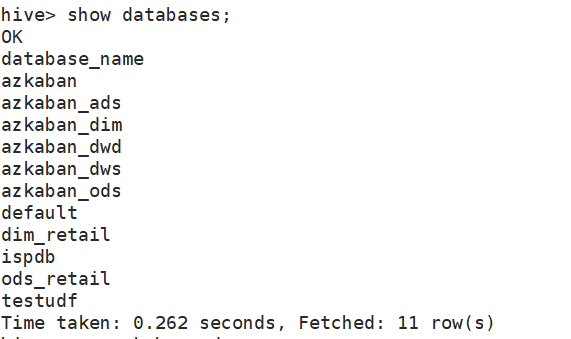 hive> show databases;
OK
database_name
azkaban
azkaban_ads
azkaban_dim
azkaban_dwd
azkaban_dws
azkaban_ods
default
dim_retail
ispdb
ods_retail
testudf
Time taken: 0.262 seconds, Fetched: 11 row(s)